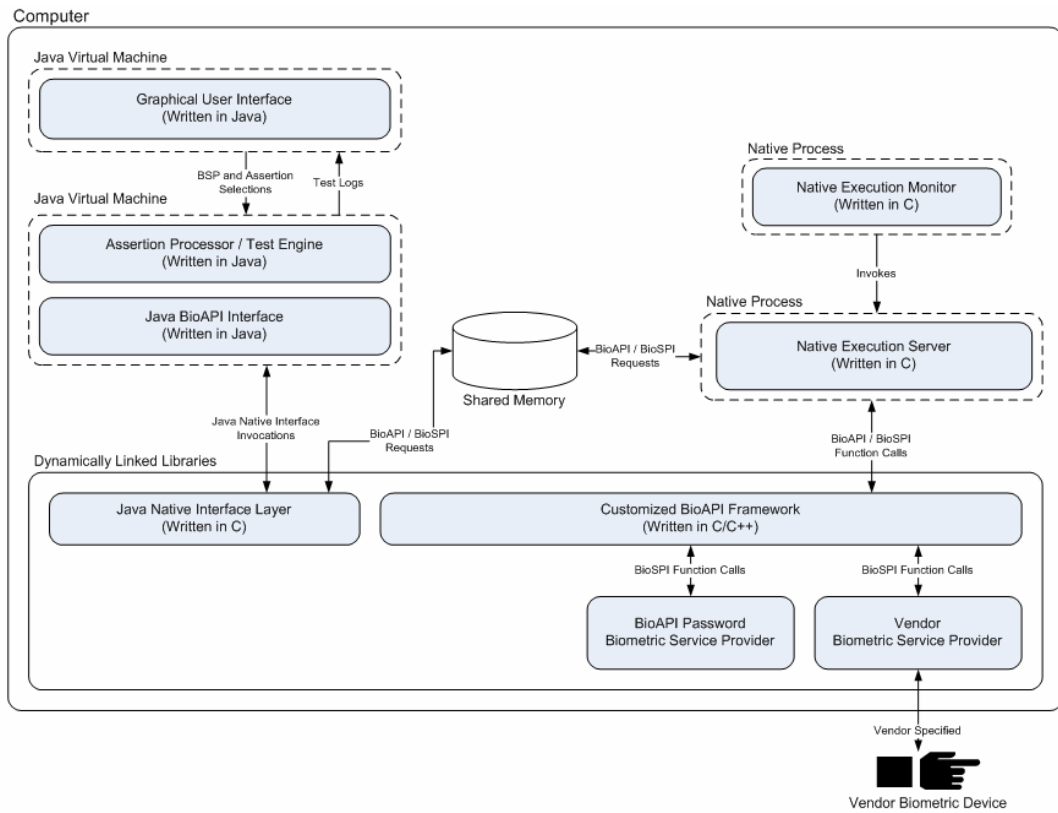 Computer
Java Virtual Machine
Graphical User Interface
(Written in Java)
BSP and Assertion
Selections
Test Logs
Java Virtual Machine
Assertion Processor / Test Engine
(Written in Java)
Java BioAPI Interface
(Written in Java)
Native Process
Native Execution Monitor
(Written in C)
Invokes
Native Process
Native Execution Server
(Written in C)
BioAPI / BioSPI
Requests
Shared Memory
Java Native Interface
Invocations
BioAPI / BioSPI
Requests
BioAPI / BioSPI
Function Calls
Dynamically Linked Libraries
Java Native Interface Layer
(Written in C)
Customized BioAPI Framework
(Written in C/C++)
BioSPI Function Calls
BioSPI Function Calls
BioAPI Password
Biometric Service Provider
Vendor
Biometric Service Provider
Vendor Specified
Vendor Biometric Device